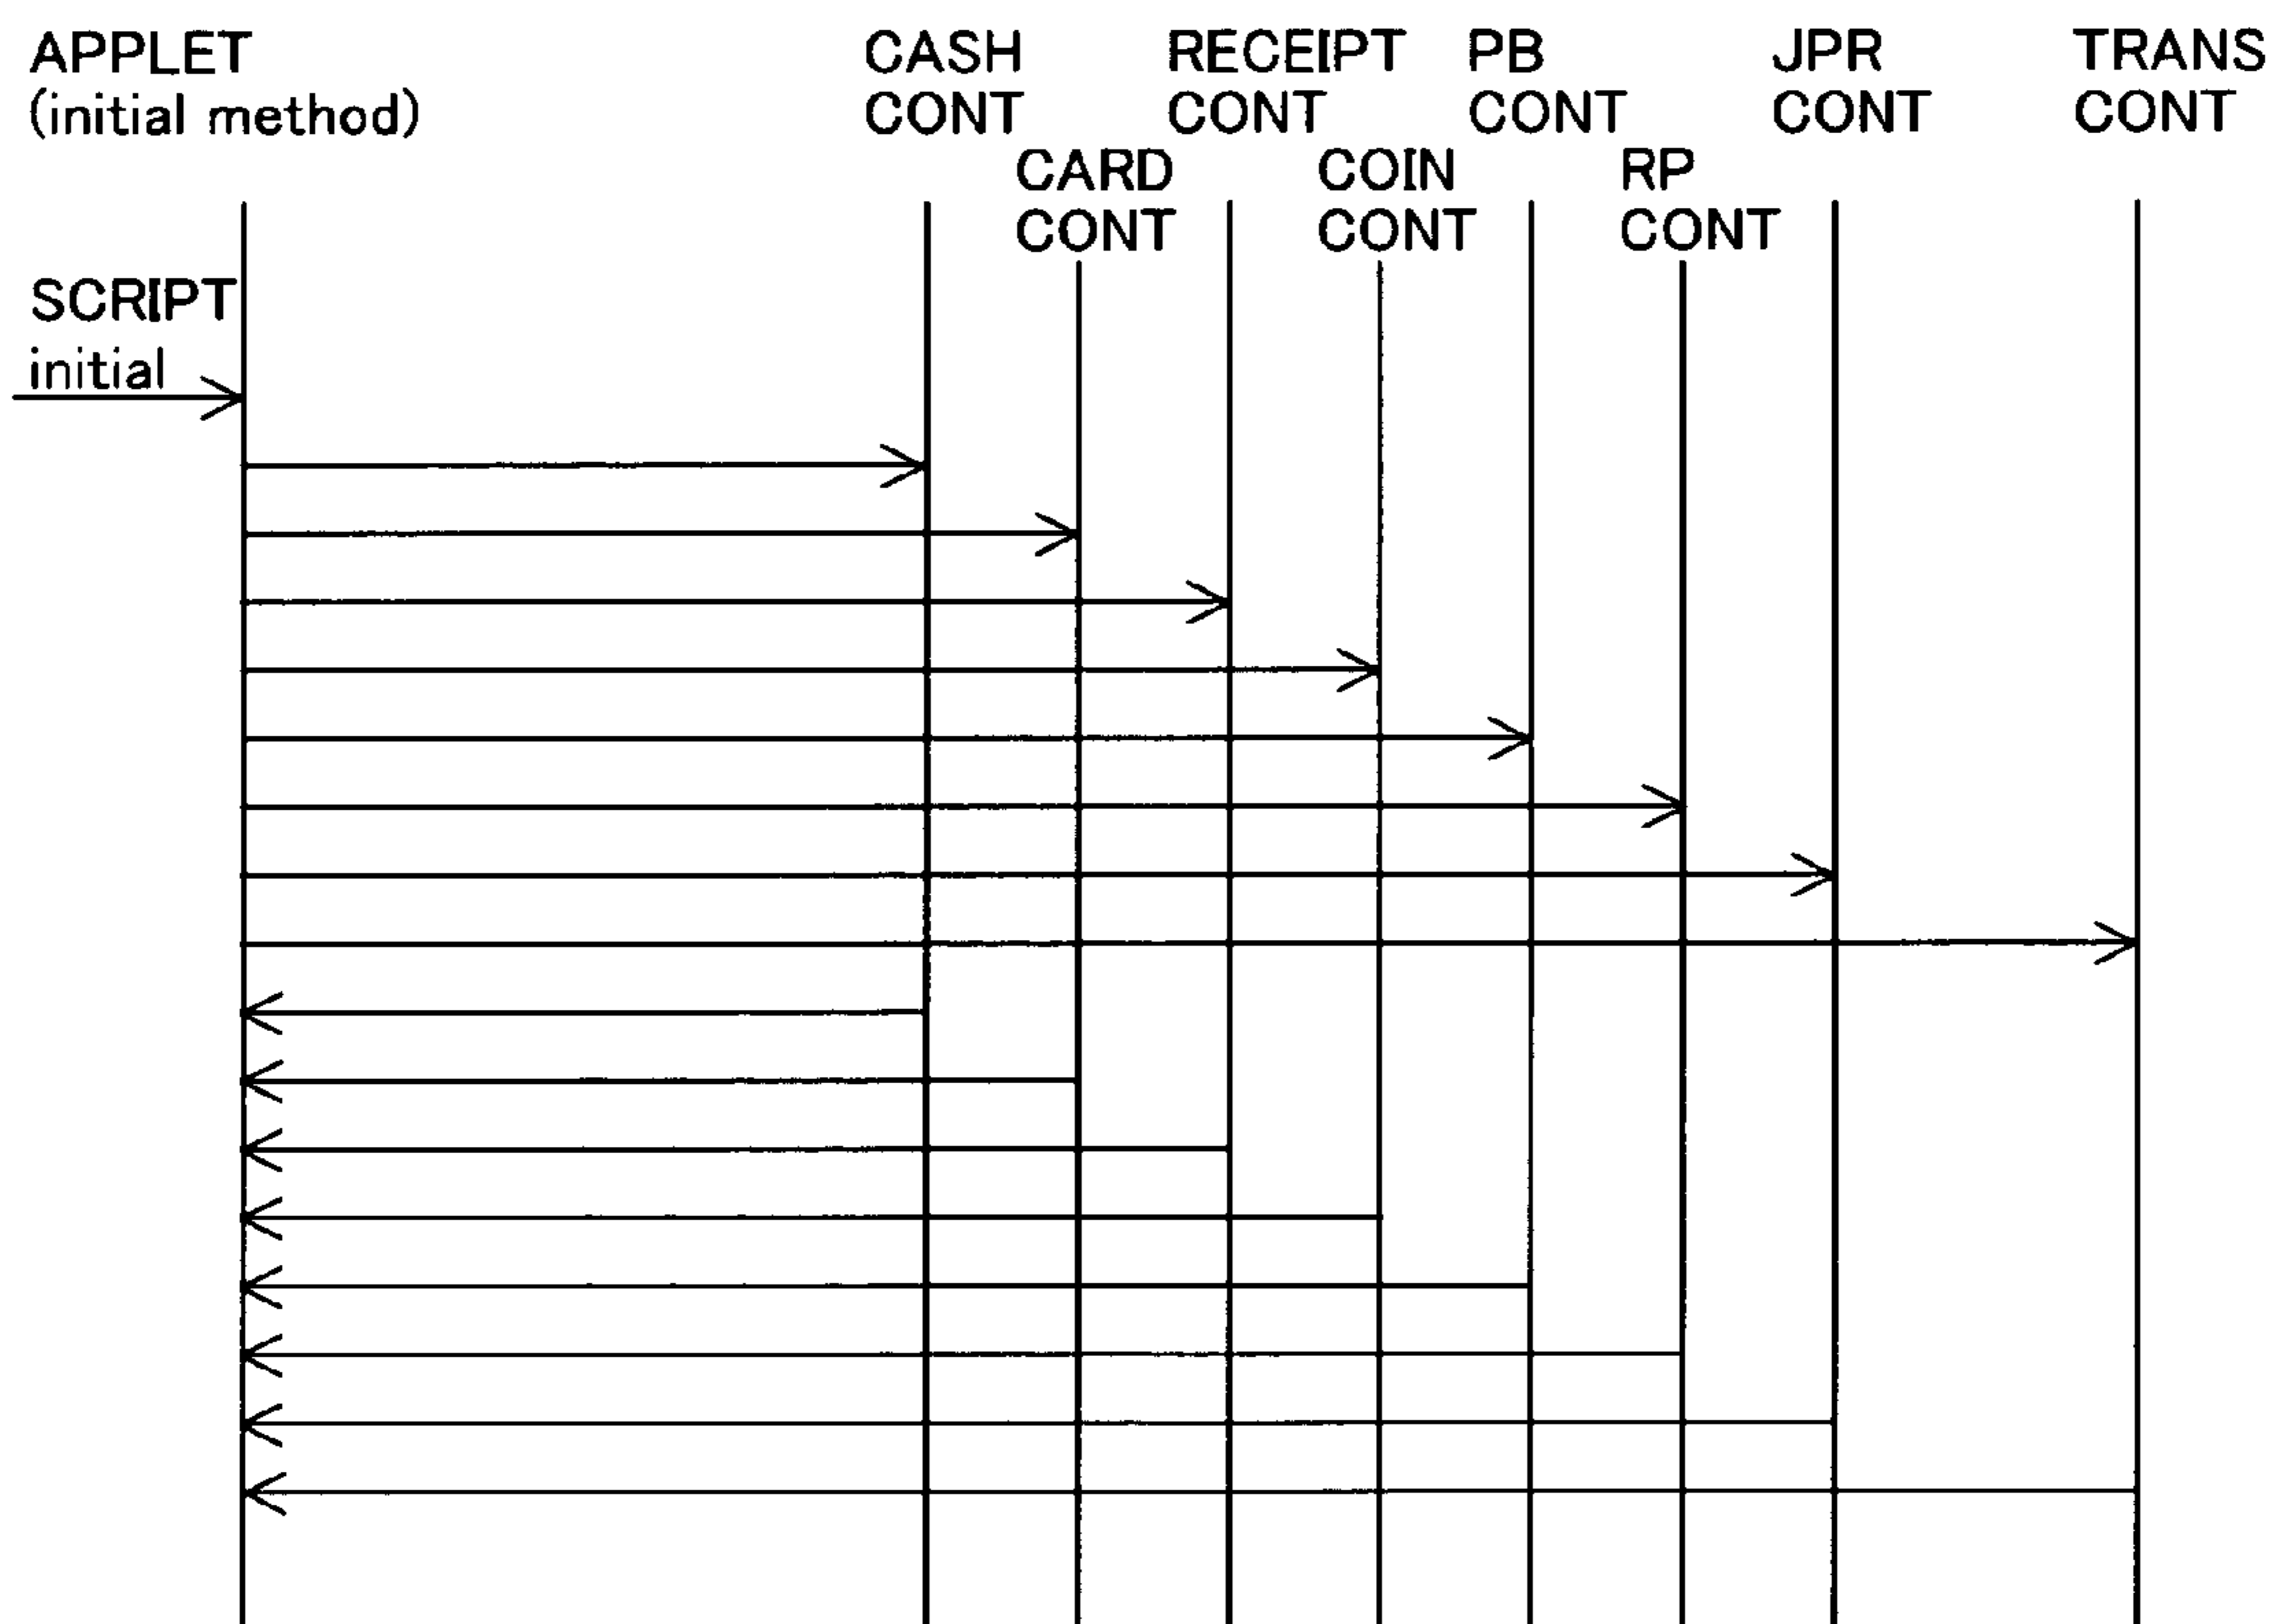 APPLET
(initial method)
CASH
CONT
RECEIPT
CONT
PB
CONT
JPR
CONT
TRANS
CONT
CARD
CONT
COIN
CONT
RP
CONT
SCRIPT
initial